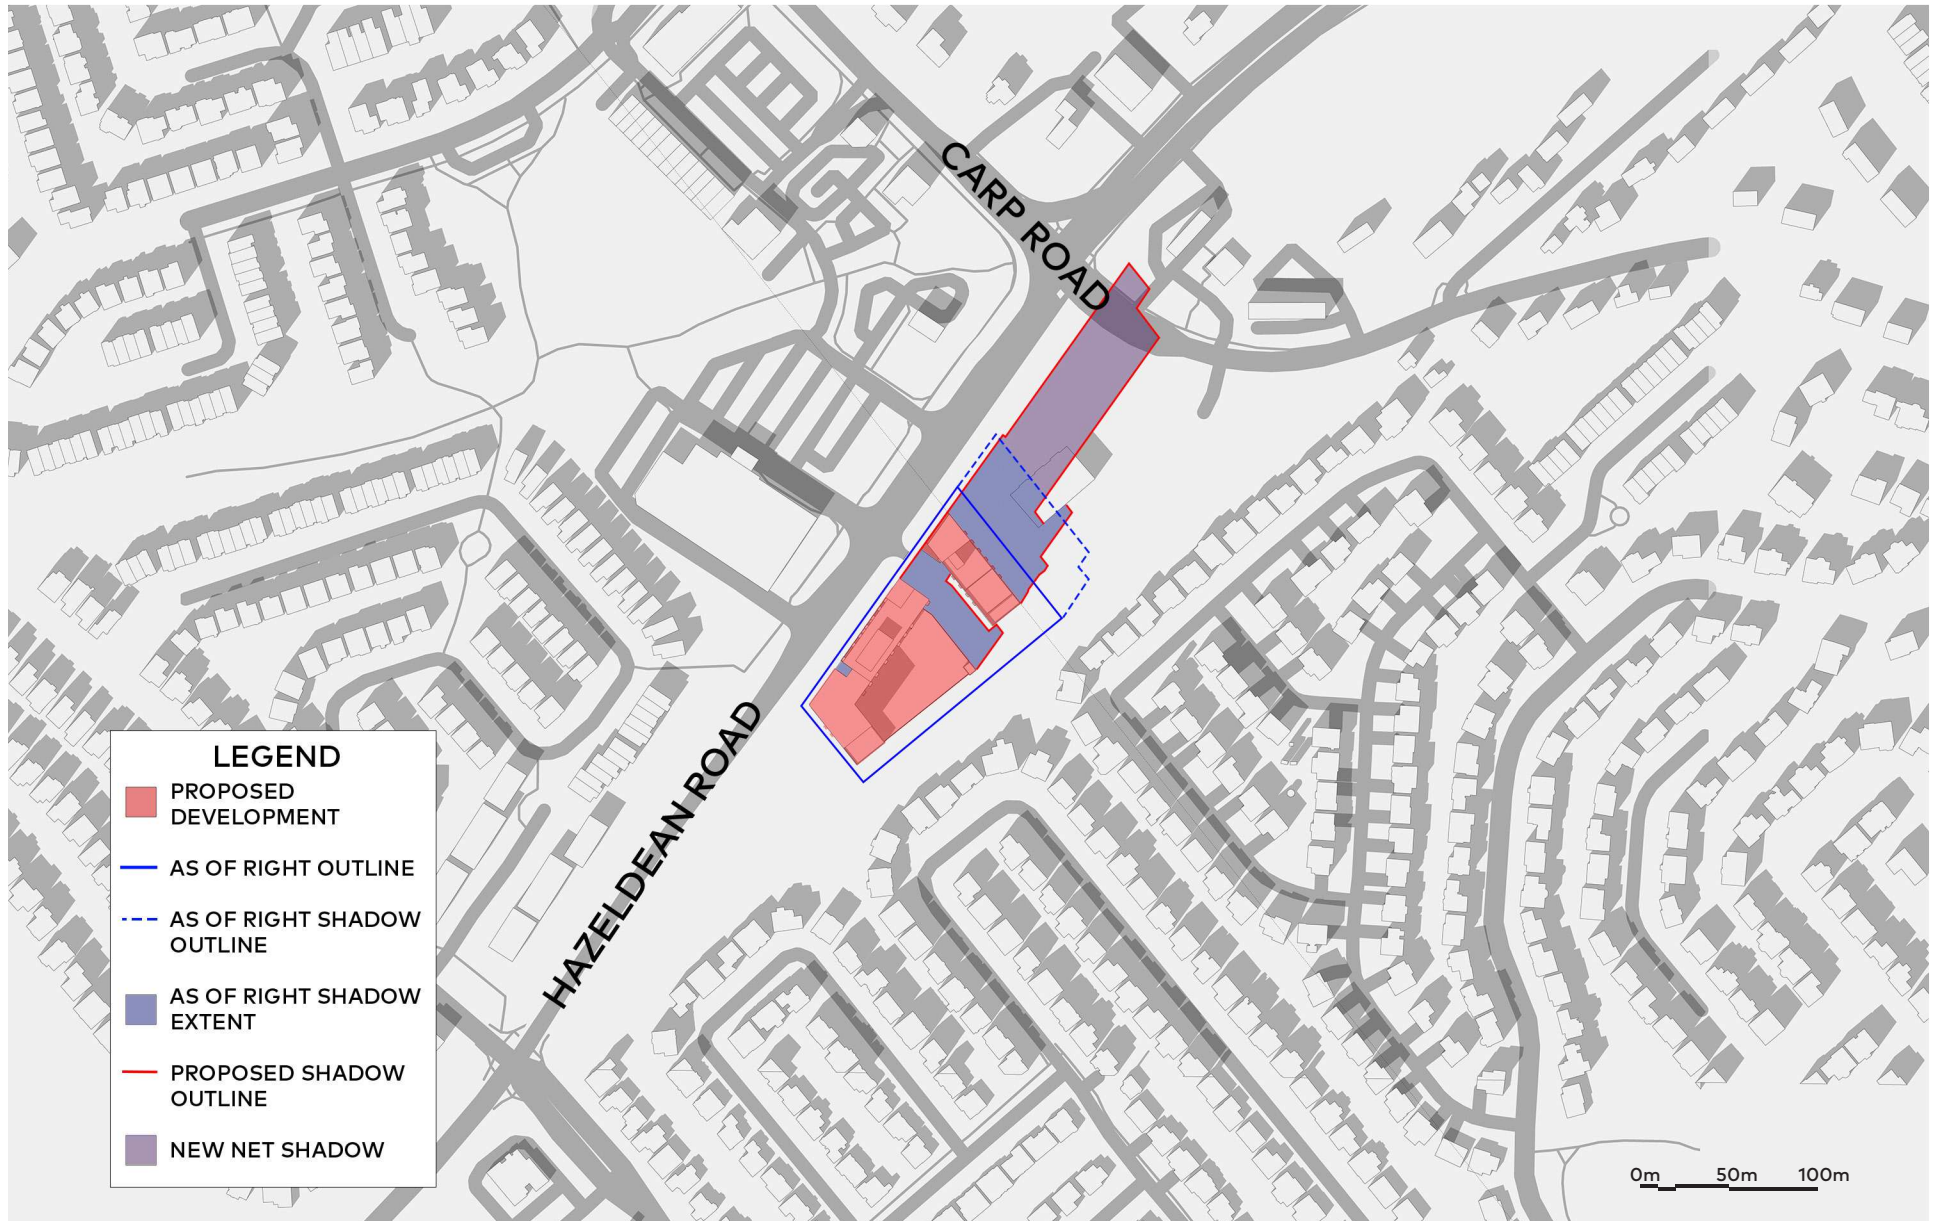 CARP ROAD
HAZELDEAN ROAD
LEGEND
PROPOSED
DEVELOPMENT
AS OF RIGHT OUTLINE
AS OF RIGHT SHADOW
OUTLINE
AS OF RIGHT SHADOW
EXTENT
PROPOSED SHADOW
OUTLINE
NEW NET SHADOW
0m 50m 100m